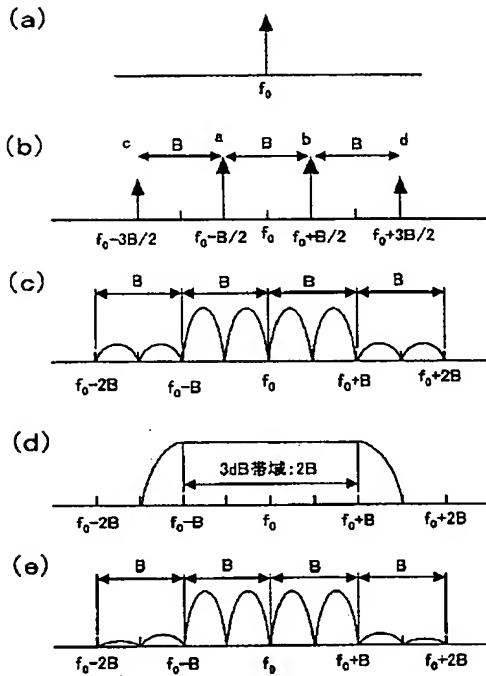 (a)
f₀
(b)
c B a B b B d
f₀−3B/2 f₀−B/2 f₀ f₀+B/2 f₀+3B/2
(c)
B B B B
f₀−2B f₀−B f₀ f₀+B f₀+2B
(d)
3dB帯域:2B
f₀−2B f₀−B f₀ f₀+B f₀+2B
(e)
B B B B
f₀−2B f₀−B f₀ f₀+B f₀+2B